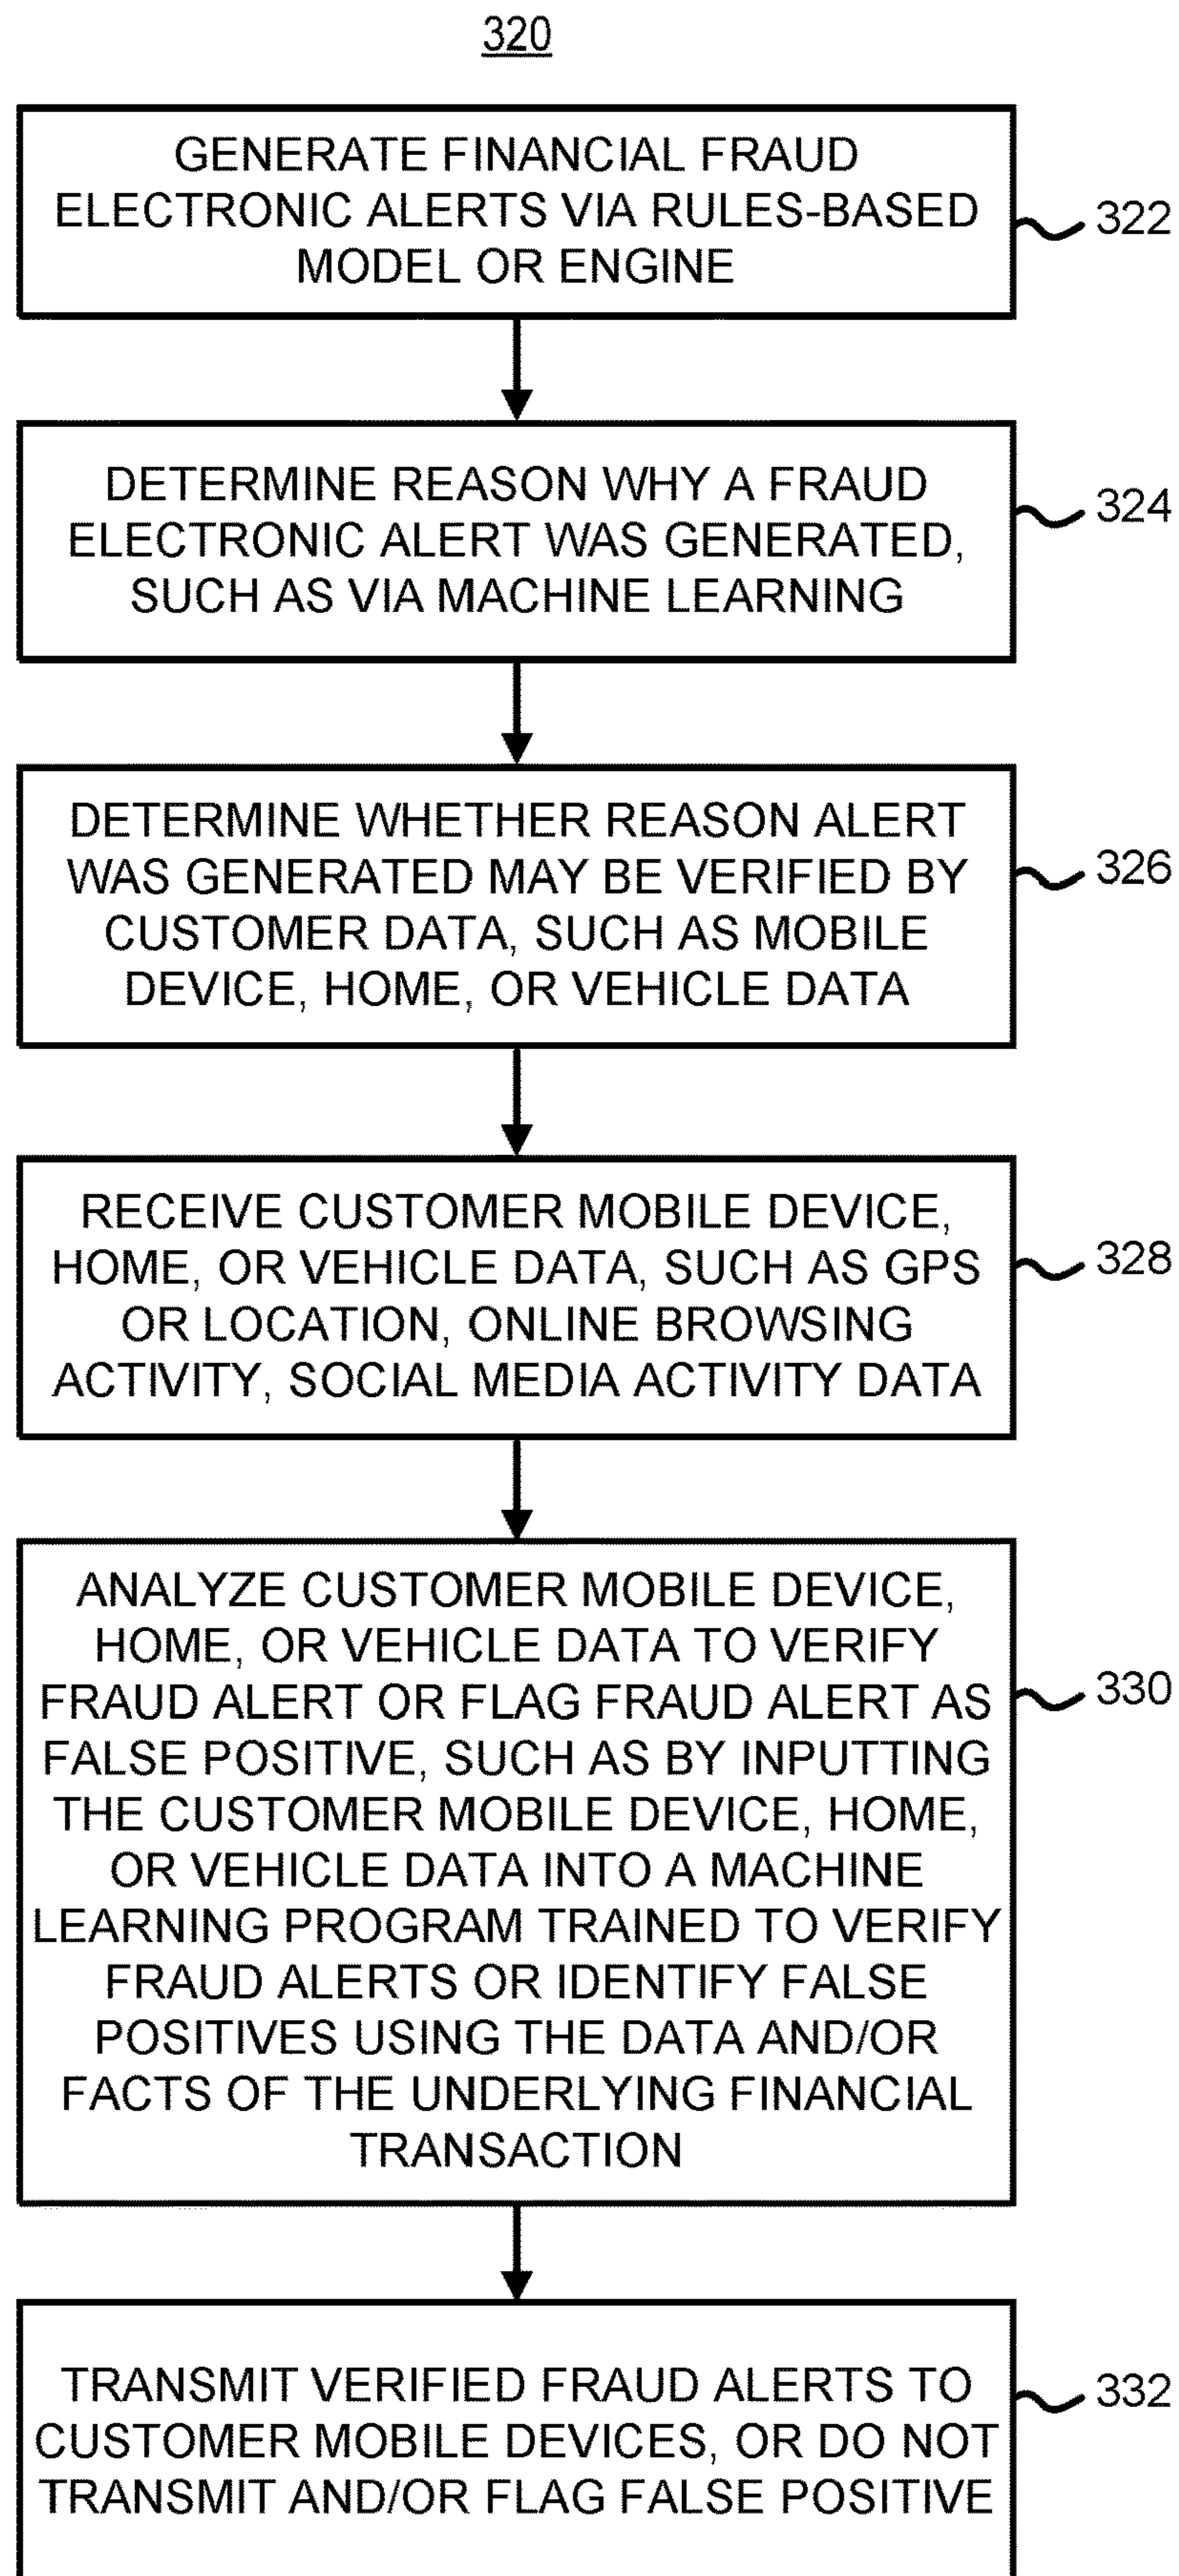 320
GENERATE FINANCIAL FRAUD
ELECTRONIC ALERTS VIA RULES-BASED
MODEL OR ENGINE
322
DETERMINE REASON WHY A FRAUD
ELECTRONIC ALERT WAS GENERATED,
SUCH AS VIA MACHINE LEARNING
324
DETERMINE WHETHER REASON ALERT
WAS GENERATED MAY BE VERIFIED BY
CUSTOMER DATA, SUCH AS MOBILE
DEVICE, HOME, OR VEHICLE DATA
326
RECEIVE CUSTOMER MOBILE DEVICE,
HOME, OR VEHICLE DATA, SUCH AS GPS
OR LOCATION, ONLINE BROWSING
ACTIVITY, SOCIAL MEDIA ACTIVITY DATA
328
ANALYZE CUSTOMER MOBILE DEVICE,
HOME, OR VEHICLE DATA TO VERIFY
FRAUD ALERT OR FLAG FRAUD ALERT AS
FALSE POSITIVE, SUCH AS BY INPUTTING
THE CUSTOMER MOBILE DEVICE, HOME,
OR VEHICLE DATA INTO A MACHINE
LEARNING PROGRAM TRAINED TO VERIFY
FRAUD ALERTS OR IDENTIFY FALSE
POSITIVES USING THE DATA AND/OR
FACTS OF THE UNDERLYING FINANCIAL
TRANSACTION
330
TRANSMIT VERIFIED FRAUD ALERTS TO
CUSTOMER MOBILE DEVICES, OR DO NOT
TRANSMIT AND/OR FLAG FALSE POSITIVE
332